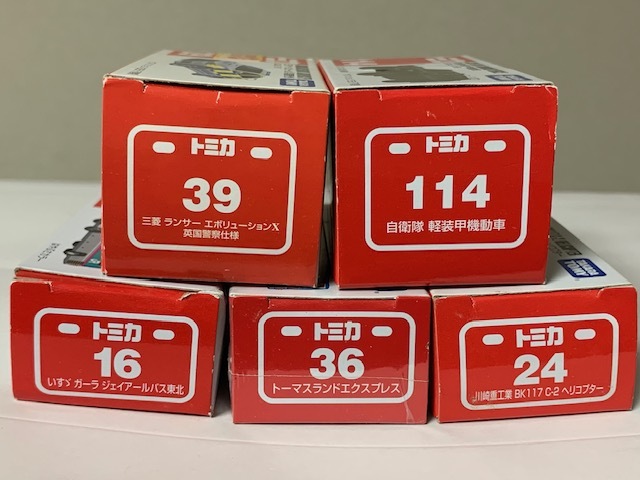 トミカ
39
三菱 ランサー エボリューションX
英国警察仕様
トミカ
114
自衛隊 軽装甲機動車
トミカ
16
いすゞ ガーラ ジェイアールバス東北
トミカ
36
トーマスランドエクスプレス
トミカ
24
川崎重工業 BK117 C-2 ヘリコプター